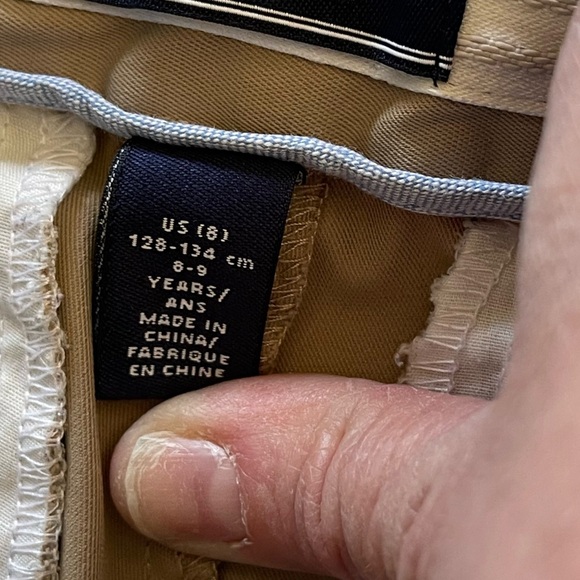 US (8)
128-134 cm
8-9
YEARS/
ANS
MADE IN
CHINA/
FABRIQUE
EN CHINE